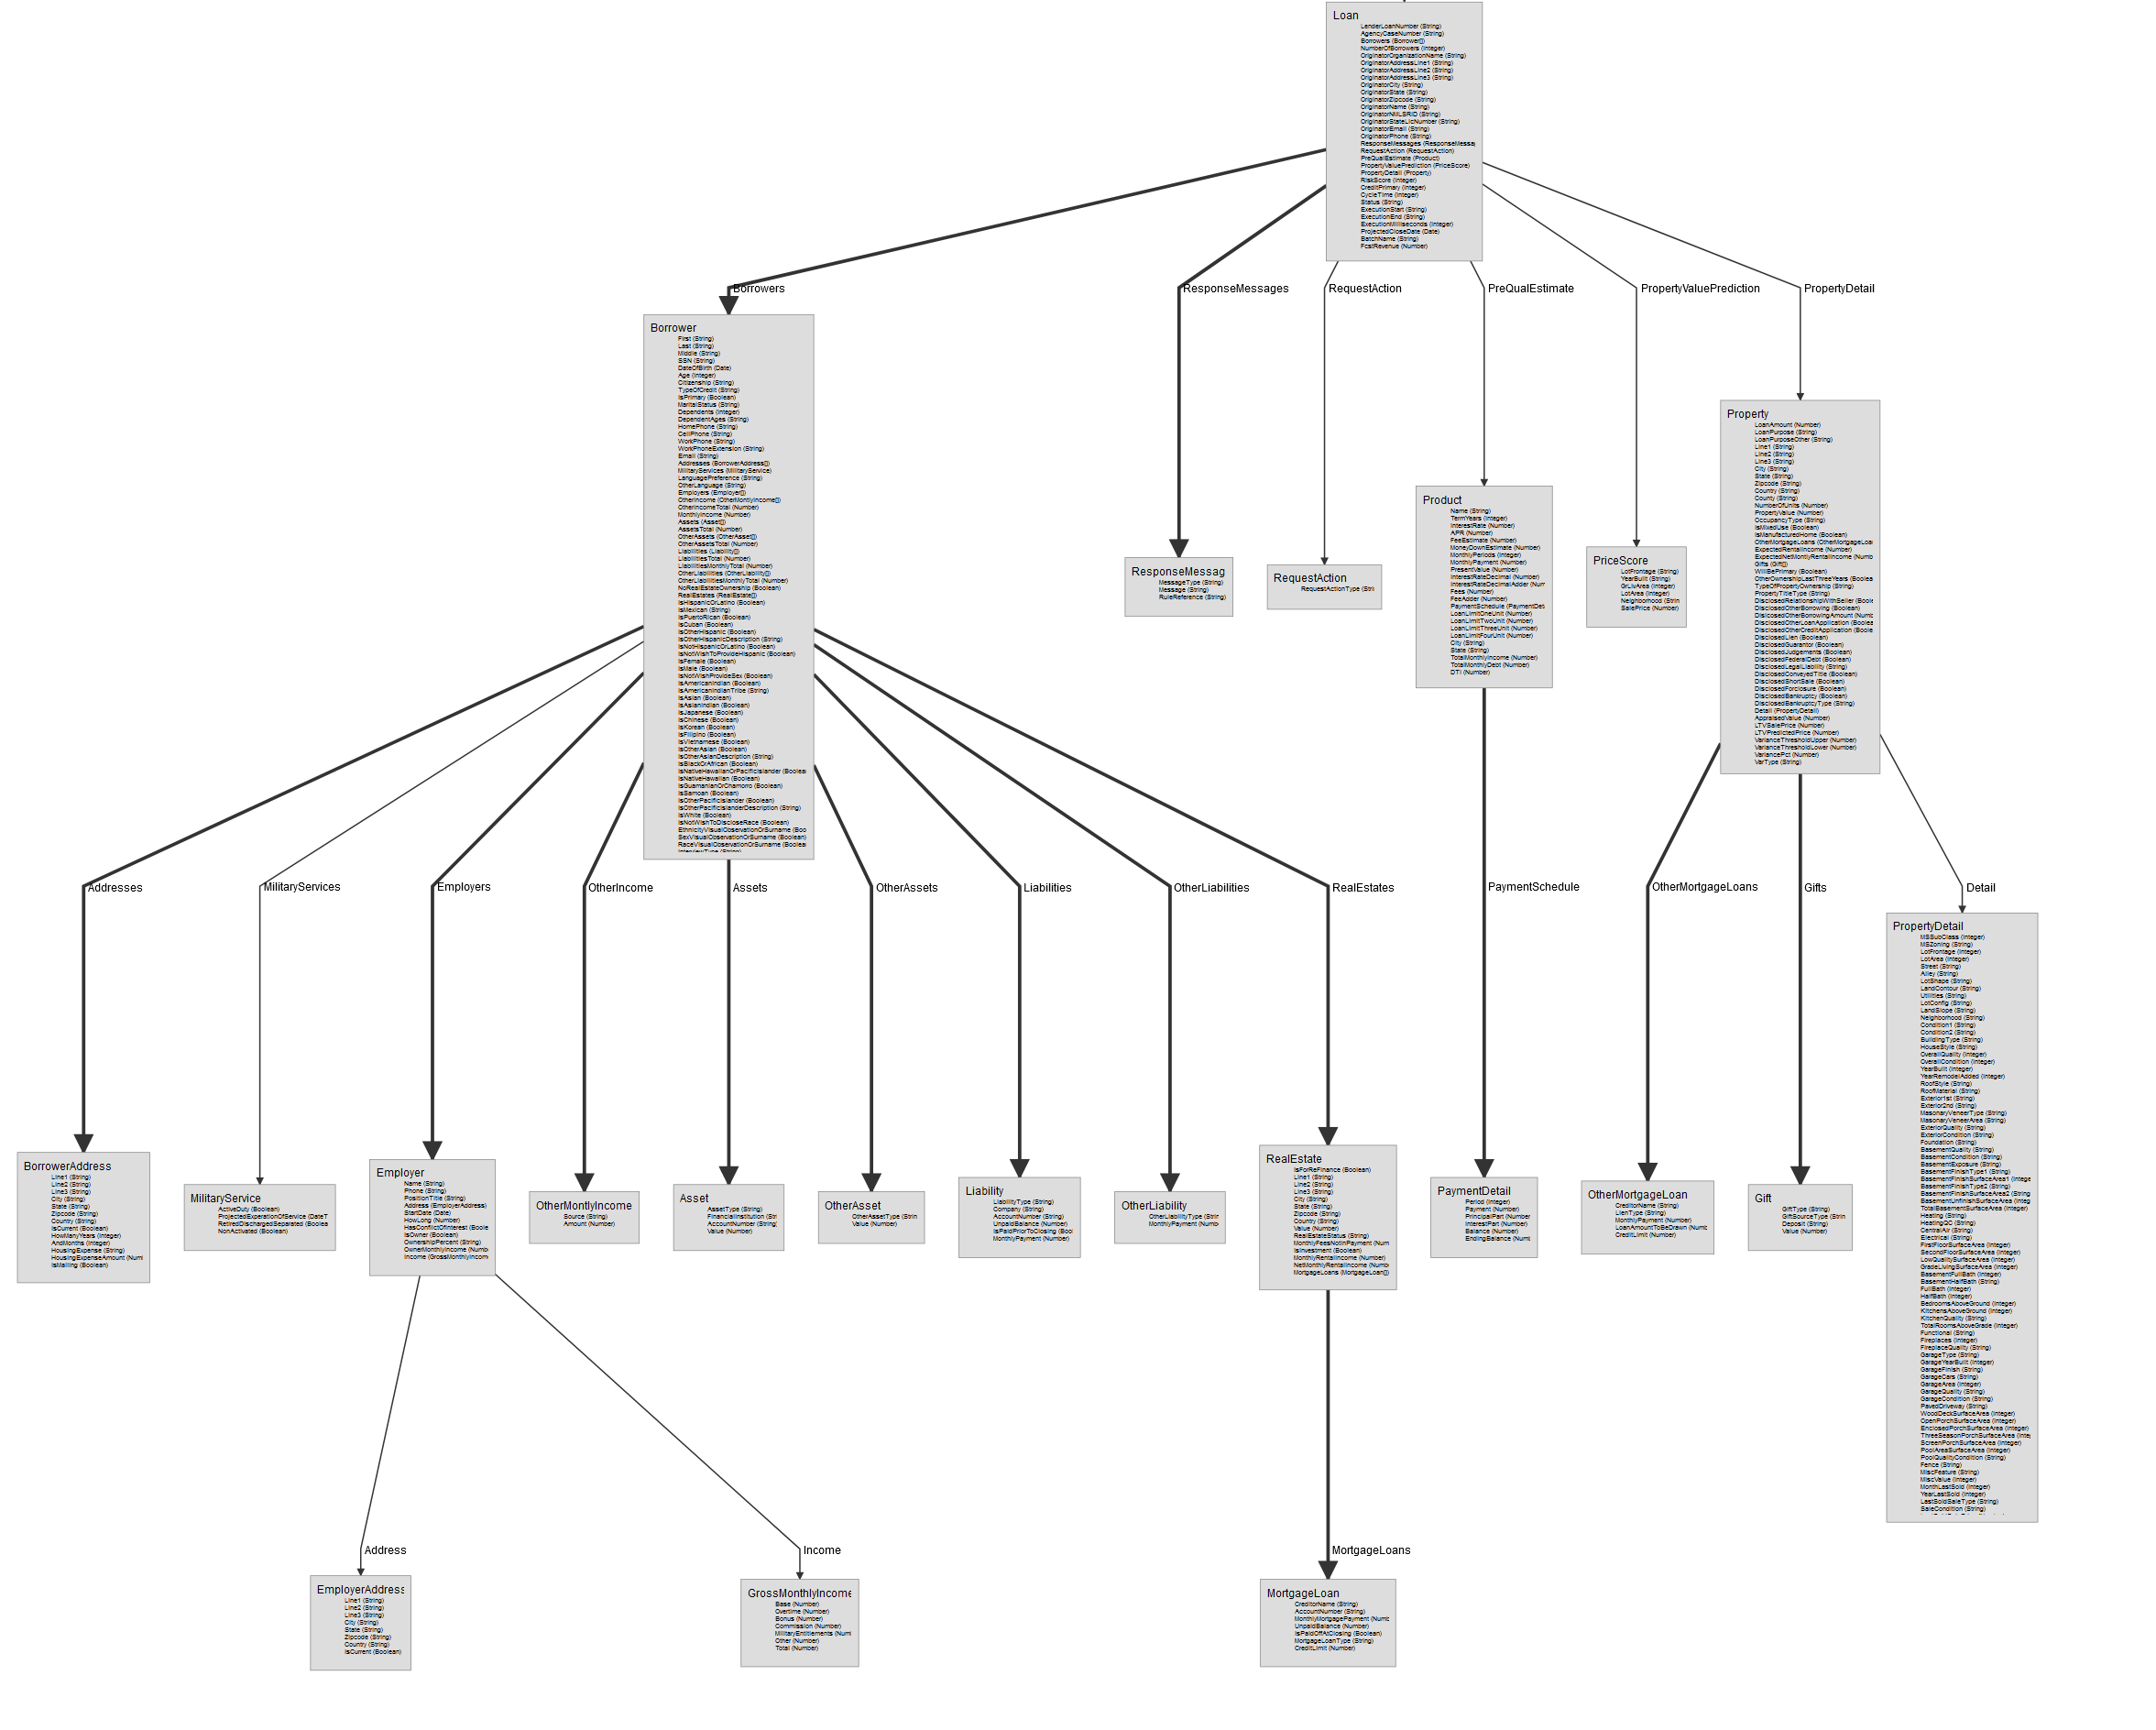 Loan
LenderLoanNumber (String)
AgencyCaseNumber (String)
Borrowers (Borrower[])
NumberOfBorrowers (Integer)
OriginatorOrganizationName (String)
OriginatorAddressLine1 (String)
OriginatorAddressLine2 (String)
OriginatorAddressLine3 (String)
OriginatorCity (String)
OriginatorState (String)
OriginatorZipcode (String)
OriginatorName (String)
OriginatorNMLSRID (String)
OriginatorStateLicNumber (String)
OriginatorEmail (String)
OriginatorPhone (String)
ResponseMessages (ResponseMessa
RequestAction (RequestAction)
PreQualEstimate (Product)
PropertyValuePrediction (PriceScore)
PropertyDetail (Property)
RiskScore (Integer)
CreditPrimary (Integer)
CycleTime (Integer)
Status (String)
ExecutionStart (String)
ExecutionEnd (String)
ExecutionMilliseconds (Integer)
ProjectedCloseDate (Date)
BatchName (String)
FcstRevenue (Number)
Borrowers
ResponseMessages
RequestAction
PreQualEstimate
PropertyValuePrediction
PropertyDetail
Borrower
First (String)
Last (String)
Middle (String)
SSN (String)
DateOfBirth (Date)
Age (Integer)
Citizenship (String)
TypeOfCredit (String)
IsPrimary (Boolean)
MaritalStatus (String)
Dependents (Integer)
DependentAges (String)
HomePhone (String)
CellPhone (String)
WorkPhone (String)
WorkPhoneExtension (String)
Email (String)
Addresses (BorrowerAddress[])
MilitaryServices (MilitaryService)
LanguagePreference (String)
OtherLanguage (String)
Employers (Employer[])
OtherIncome (OtherMontlyIncome[])
OtherIncomeTotal (Number)
MonthlyIncome (Number)
Assets (Asset[])
AssetsTotal (Number)
OtherAssets (OtherAsset[])
OtherAssetsTotal (Number)
Liabilities (Liability[])
LiabilitiesTotal (Number)
LiabilitiesMonthlyTotal (Number)
OtherLiabilities (OtherLiability[])
OtherLiabilitiesMonthlyTotal (Number)
NoRealEstateOwnership (Boolean)
RealEstates (RealEstate[])
IsHispanicOrLatino (Boolean)
IsMexican (String)
IsPuertoRican (Boolean)
IsCuban (Boolean)
IsOtherHispanic (Boolean)
IsOtherHispanicDescription (String)
IsNotHispanicOrLatino (Boolean)
IsNotWishToProvideHispanic (Boolean)
IsFemale (Boolean)
IsMale (Boolean)
IsNotWishProvideSex (Boolean)
IsAmericanIndian (Boolean)
IsAmericanIndianTribe (String)
IsAsian (Boolean)
IsAsianIndian (Boolean)
IsJapanese (Boolean)
IsChinese (Boolean)
IsKorean (Boolean)
IsFilipino (Boolean)
IsVietnamese (Boolean)
IsOtherAsian (Boolean)
IsOtherAsianDescription (String)
IsBlackOrAfrican (Boolean)
IsNativeHawaiianOrPacificIslander (Boolea
IsNativeHawaiian (Boolean)
IsGuamanianOrChamorro (Boolean)
IsSamoan (Boolean)
IsOtherPacificIslander (Boolean)
IsOtherPacificIslanderDescription (String)
IsWhite (Boolean)
IsNotWishToDiscloseRace (Boolean)
EthnicityVisualObservationOrSurname (Boo
SexVisualObservationOrSurname (Boolean)
RaceVisualObservationOrSurname (Boolea
InterviewType (String)
ResponseMessag
MessageType (String)
Message (String)
RuleReference (String)
RequestAction
RequestActionType (Stri
Product
Name (String)
TermYears (Integer)
InterestRate (Number)
APR (Number)
FeeEstimate (Number)
MoneyDownEstimate (Number)
MonthlyPeriods (Integer)
MonthlyPayment (Number)
PresentValue (Number)
InterestRateDecimal (Number)
InterestRateDecimalAdder (Num
Fees (Number)
FeeAdder (Number)
PaymentSchedule (PaymentDeta
LoanLimitOneUnit (Number)
LoanLimitTwoUnit (Number)
LoanLimitThreeUnit (Number)
LoanLimitFourUnit (Number)
City (String)
State (String)
TotalMonthlyIncome (Number)
TotalMonthlyDebt (Number)
DTI (Number)
PriceScore
LotFrontage (String)
YearBuilt (String)
GrLivArea (Integer)
LotArea (Integer)
Neighborhood (Strin
SalePrice (Number)
Property
LoanAmount (Number)
LoanPurpose (String)
LoanPurposeOther (String)
Line1 (String)
Line2 (String)
Line3 (String)
City (String)
State (String)
Zipcode (String)
Country (String)
County (String)
NumberOfUnits (Number)
PropertyValue (Number)
OccupancyType (String)
IsMixedUse (Boolean)
IsManufacturedHome (Boolean)
OtherMortgageLoans (OtherMortgageLoan
ExpectedRentalIncome (Number)
ExpectedNetMontlyRentalIncome (Numb
Gifts (Gift[])
WillBePrimary (Boolean)
OtherOwnershipLastThreeYears (Boolea
TypeOfPropertyOwnership (String)
PropertyTitleType (String)
DisclosedRelationshipWithSeller (Boole
DisclosedOtherBorrowing (Boolean)
DisclosedOtherBorrowingAmount (Numb
DisclosedOtherLoanApplication (Boolea
DisclosedOtherCreditApplication (Boole
DisclosedLien (Boolean)
DisclosedGuarantor (Boolean)
DisclosedJudgements (Boolean)
DisclosedFederalDebt (Boolean)
DisclosedLegalLiability (String)
DisclosedConveyedTitle (Boolean)
DisclosedShortSale (Boolean)
DisclosedForclosure (Boolean)
DisclosedBankruptcy (Boolean)
DisclosedBankruptcyType (String)
Detail (PropertyDetail)
AppraisedValue (Number)
LTVSalePrice (Number)
LTVPredictedPrice (Number)
VarianceThresholdUpper (Number)
VarianceThresholdLower (Number)
VariancePct (Number)
VarType (String)
Addresses
MilitaryServices
Employers
OtherIncome
Assets
OtherAssets
Liabilities
OtherLiabilities
RealEstates
PaymentSchedule
OtherMortgageLoans
Gifts
Detail
BorrowerAddress
Line1 (String)
Line2 (String)
Line3 (String)
City (String)
State (String)
Zipcode (String)
Country (String)
IsCurrent (Boolean)
HowManyYears (Integer)
AndMonths (Integer)
HousingExpense (String)
HousingExpenseAmount (Num
IsMailing (Boolean)
MilitaryService
ActiveDuty (Boolean)
ProjectedExperationOfService (DateT
RetiredDischargedSeparated (Boolea
NonActivated (Boolean)
Employer
Name (String)
Phone (String)
PositionTitle (String)
Address (EmployerAddress)
StartDate (Date)
HowLong (Number)
HasConflictOfInterest (Boole
IsOwner (Boolean)
OwnershipPercent (String)
OwnerMonthlyIncome (Numb
Income (GrossMonthlyIncom
OtherMontlyIncome
Source (String)
Amount (Number)
Asset
AssetType (String)
FinancialInstitution (Stri
AccountNumber (String)
Value (Number)
OtherAsset
OtherAssetType (Strin
Value (Number)
Liability
LiabilityType (String)
Company (String)
AccountNumber (String)
UnpaidBalance (Number)
IsPaidPriorToClosing (Bool
MonthlyPayment (Number)
OtherLiability
OtherLiabilityType (Strin
MonthlyPayment (Numb
RealEstate
IsForReFinance (Boolean)
Line1 (String)
Line2 (String)
Line3 (String)
City (String)
State (String)
Zipcode (String)
Country (String)
Value (Number)
RealEstateStatus (String)
MonthlyFeesNotInPayment (Num
IsInvestment (Boolean)
MonthlyRentalIncome (Number)
NetMonthlyRentalIncome (Numbe
MortgageLoans (MortgageLoan[])
PaymentDetail
Period (Integer)
Payment (Number)
PrincipalPart (Number)
InterestPart (Number)
Balance (Number)
EndingBalance (Numb
OtherMortgageLoan
CreditorName (String)
LienType (String)
MonthlyPayment (Number)
LoanAmountToBeDrawn (Numb
CreditLimit (Number)
Gift
GiftType (String)
GiftSourceType (Strin
Deposit (String)
Value (Number)
PropertyDetail
MSSubClass (Integer)
MSZoning (String)
LotFrontage (Integer)
LotArea (Integer)
Street (String)
Alley (String)
LotShape (String)
LandContour (String)
Utilities (String)
LotConfig (String)
LandSlope (String)
Neighborhood (String)
Condition1 (String)
Condition2 (String)
BuildingType (String)
HouseStyle (String)
OverallQuality (Integer)
OverallCondition (Integer)
YearBuilt (Integer)
YearRemodelAdded (Integer)
RoofStyle (String)
RoofMaterial (String)
Exterior1st (String)
Exterior2nd (String)
MasonaryVeneerType (String)
MasonaryVeneerArea (String)
ExteriorQuality (String)
ExteriorCondition (String)
Foundation (String)
BasementQuality (String)
BasementCondition (String)
BasementExposure (String)
BasementFinishType1 (String)
BasementFinishSurfaceArea1 (Intege
BasementFinishType2 (String)
BasementFinishSurfaceArea2 (String)
BasementUnfinishSurfaceArea (Integ
TotalBasementSurfaceArea (Integer)
Heating (String)
HeatingQC (String)
CentralAir (String)
Electrical (String)
FirstFloorSurfaceArea (Integer)
SecondFloorSurfaceArea (Integer)
LowQualitySurfaceArea (Integer)
GradeLivingSurfaceArea (Integer)
BasementFullBath (Integer)
BasementHalfBath (String)
FullBath (Integer)
HalfBath (Integer)
BedroomsAboveGround (Integer)
KitchensAboveGround (Integer)
KitchenQuality (String)
TotalRoomsAboveGrade (Integer)
Functional (String)
Fireplaces (Integer)
FireplaceQuality (String)
GarageType (String)
GarageYearBuilt (Integer)
GarageFinish (String)
GarageCars (String)
GarageArea (Integer)
GarageQuality (String)
GarageCondition (String)
PavedDriveway (String)
WoodDeckSurfaceArea (Integer)
OpenPorchSurfaceArea (Integer)
EnclosedPorchSurfaceArea (Integer)
ThreeSeasonPorchSurfaceArea (Inte
ScreenPorchSurfaceArea (Integer)
PoolAreaSurfaceArea (Integer)
PoolQualityCondition (String)
Fence (String)
MiscFeature (String)
MiscValue (Integer)
MonthLastSold (Integer)
YearLastSold (Integer)
LastSoldSaleType (String)
SaleCondition (String)
Address
Income
MortgageLoans
EmployerAddress
Line1 (String)
Line2 (String)
Line3 (String)
City (String)
State (String)
Zipcode (String)
Country (String)
IsCurrent (Boolean)
GrossMonthlyIncome
Base (Number)
Overtime (Number)
Bonus (Number)
Commission (Number)
MilitaryEntitlements (Num
Other (Number)
Total (Number)
MortgageLoan
CreditorName (String)
AccountNumber (String)
MonthlyMortgagePayment (Numb
UnpaidBalance (Number)
IsPaidOffAtClosing (Boolean)
MortgageLoanType (String)
CreditLimit (Number)